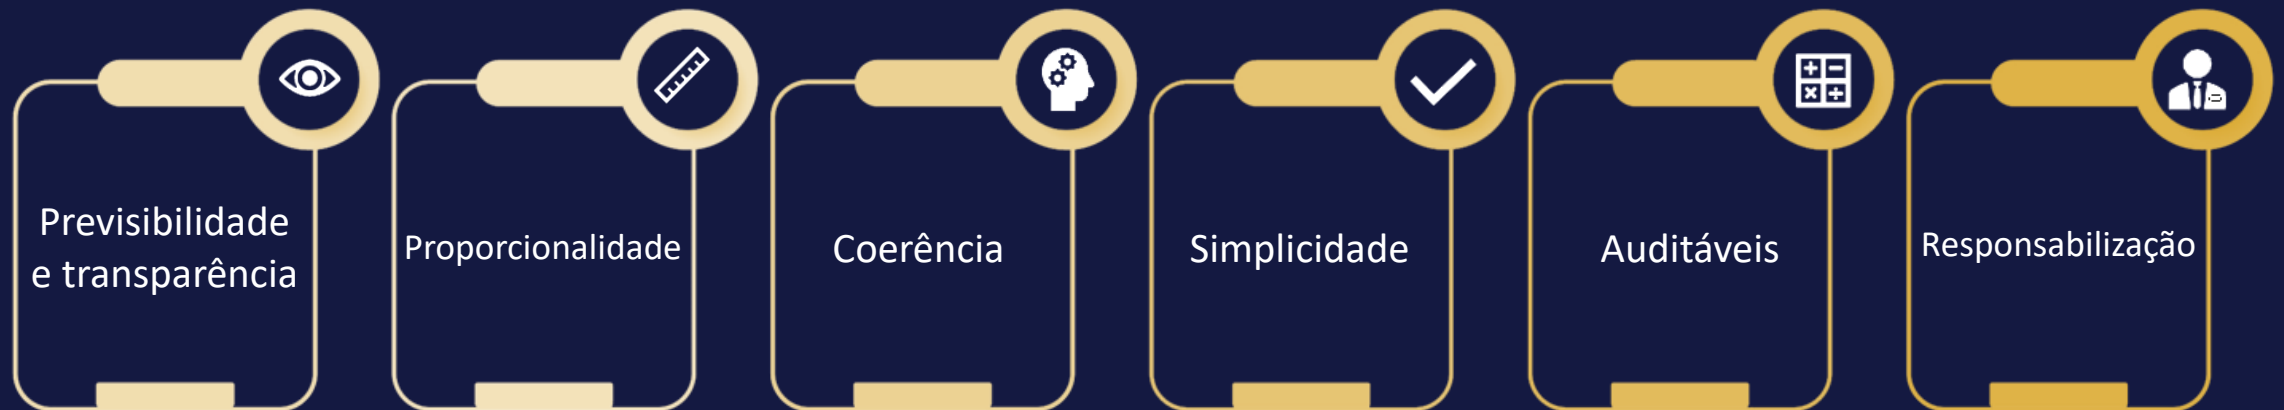 Previsibilidade
e transparência
Proporcionalidade
Coerência
Simplicidade
Auditáveis
Responsabilização